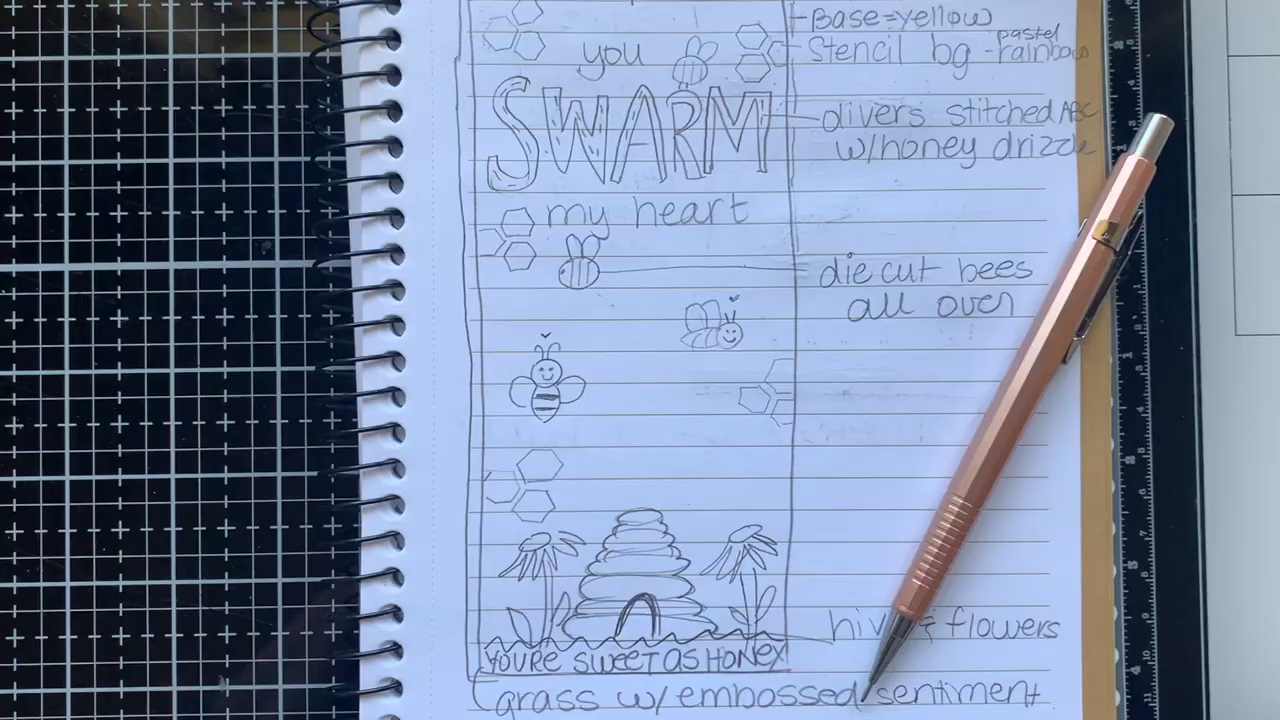 Base=yellow
pastel
you
stencil bg - rainbow
SWARM
divers stitched ABC
w/honey drizzle
my heart
die cut bees
all over
hive & flowers
YOU'RE SWEET AS HONEY
grass w/embossed sentiment